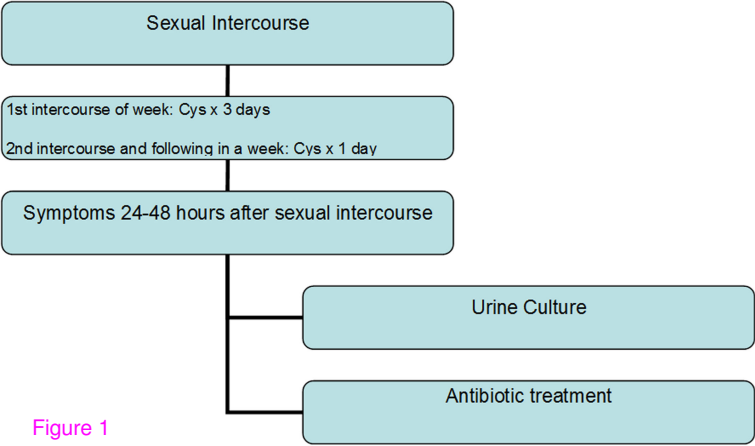 Sexual Intercourse
1st intercourse of week: Cys x 3 days
2nd intercourse and following in a week: Cys x 1 day
Symptoms 24-48 hours after sexual intercourse
Urine Culture
Antibiotic treatment
Figure 1